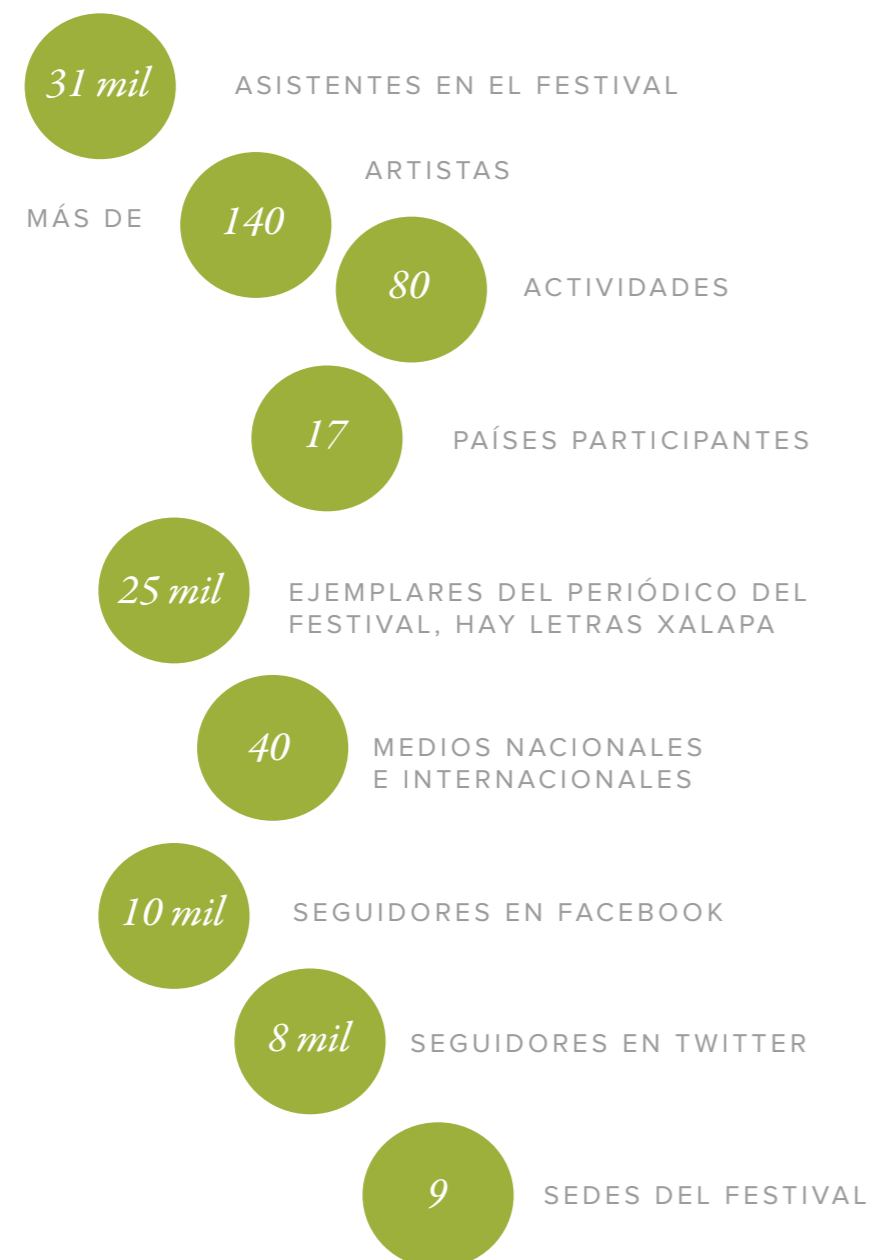 31 mil ASISTENTES EN EL FESTIVAL
MÁS DE 140 ARTISTAS
80 ACTIVIDADES
17 PAÍSES PARTICIPANTES
25 mil EJEMPLARES DEL PERIÓDICO DEL
FESTIVAL, HAY LETRAS XALAPA
40 MEDIOS NACIONALES
E INTERNACIONALES
10 mil SEGUIDORES EN FACEBOOK
8 mil SEGUIDORES EN TWITTER
9 SEDES DEL FESTIVAL